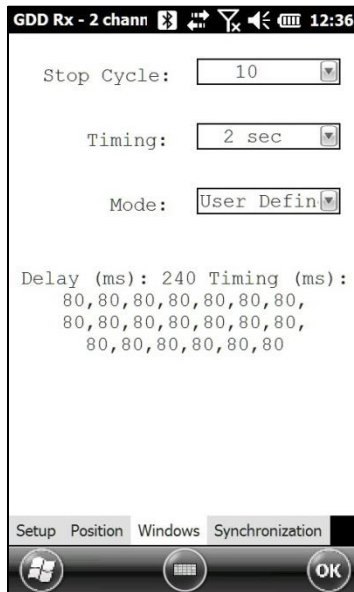 GDD Rx - 2 chann 12:36
Stop Cycle: 10
Timing: 2 sec
Mode: User Defin
Delay (ms): 240 Timing (ms):
80,80,80,80,80,80,80,
80,80,80,80,80,80,80,
80,80,80,80,80,80
Setup Position Windows Synchronization
OK